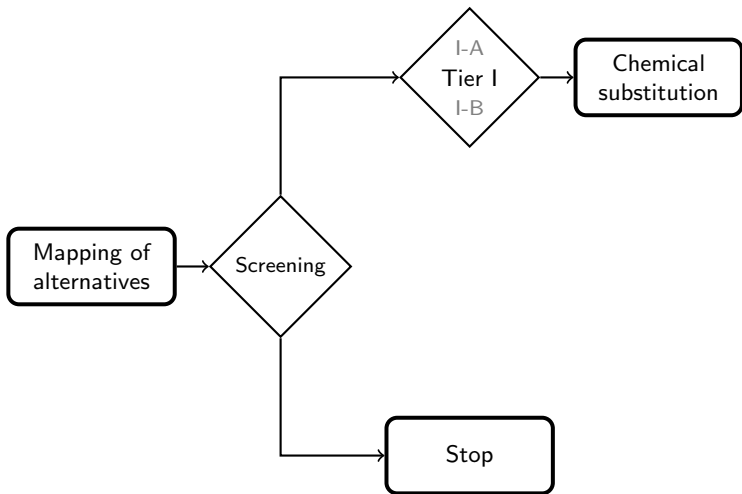 I-A
Tier I
I-B
Chemical
substitution
Mapping of
alternatives
Screening
Stop